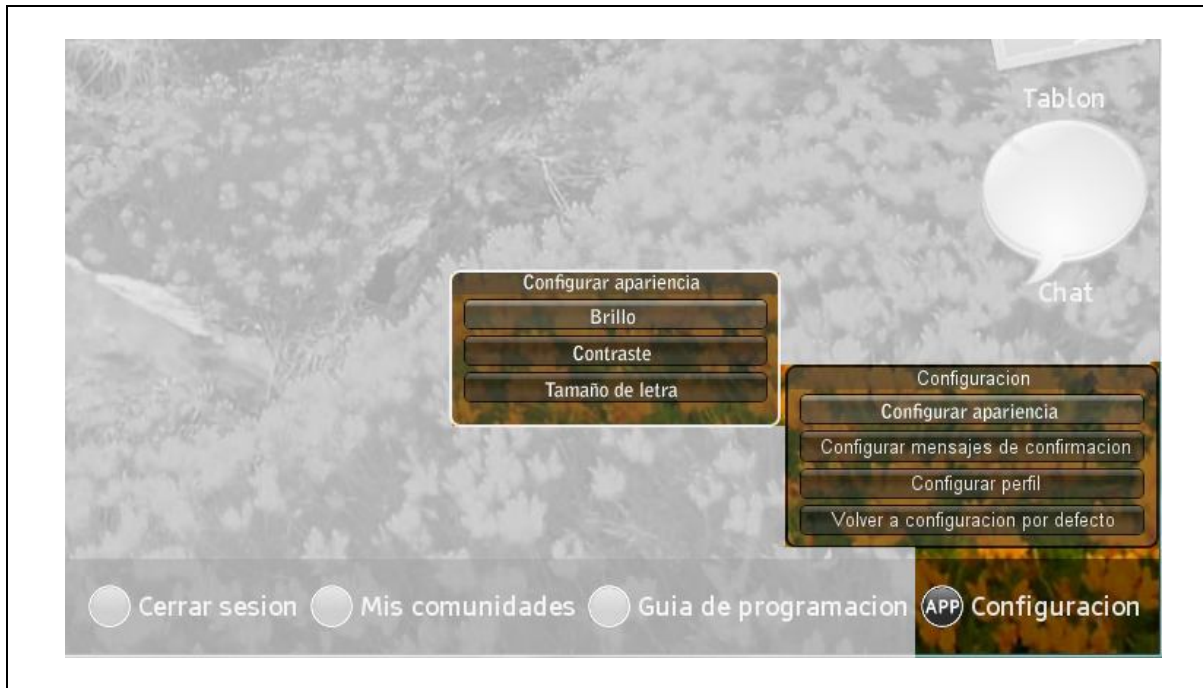 Tablon
Chat
Configurar apariencia
Brillo
Contraste
Tamaño de letra
Configuracion
Configurar apariencia
Configurar mensajes de confirmacion
Configurar perfil
Volver a configuracion por defecto
Cerrar sesion Mis comunidades Guia de programacion APP Configuracion